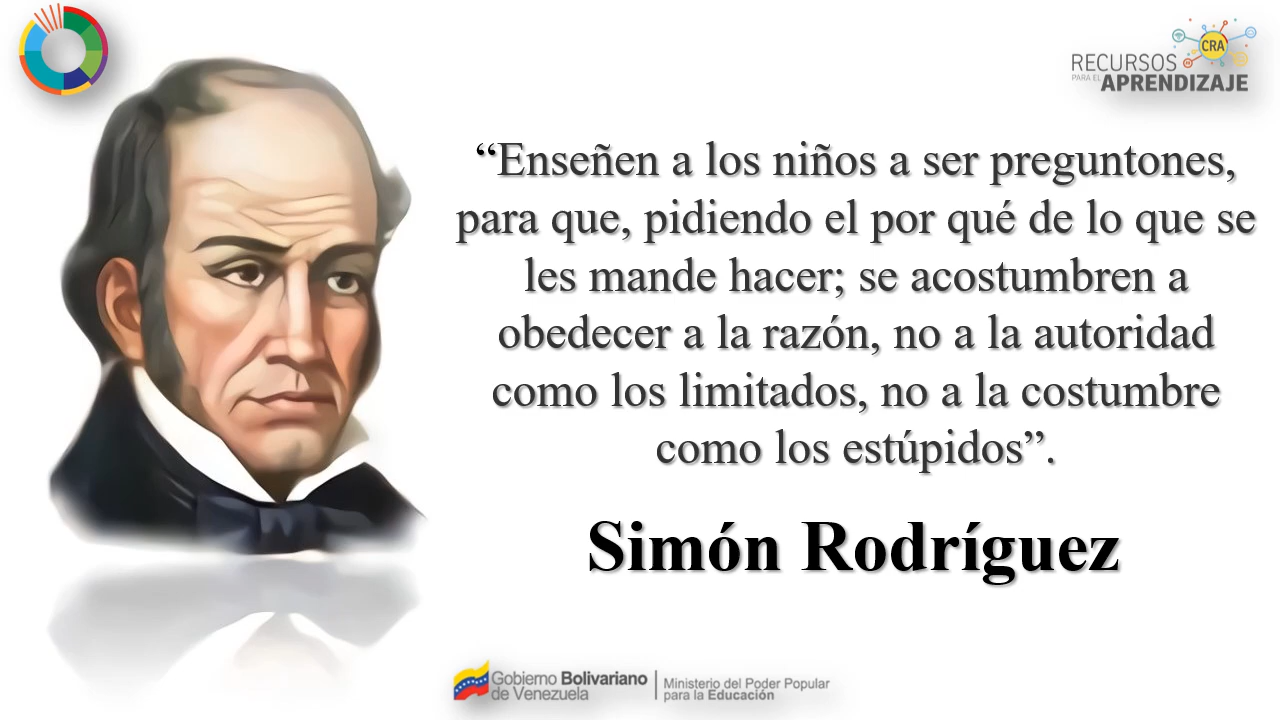 CRA
RECURSOS
PARA EL APRENDIZAJE
“Enseñen a los niños a ser preguntones,
para que, pidiendo el por qué de lo que se
les mande hacer; se acostumbren a
obedecer a la razón, no a la autoridad
como los limitados, no a la costumbre
como los estúpidos”.
Simón Rodríguez
Gobierno Bolivariano
de Venezuela
Ministerio del Poder Popular
para la Educación